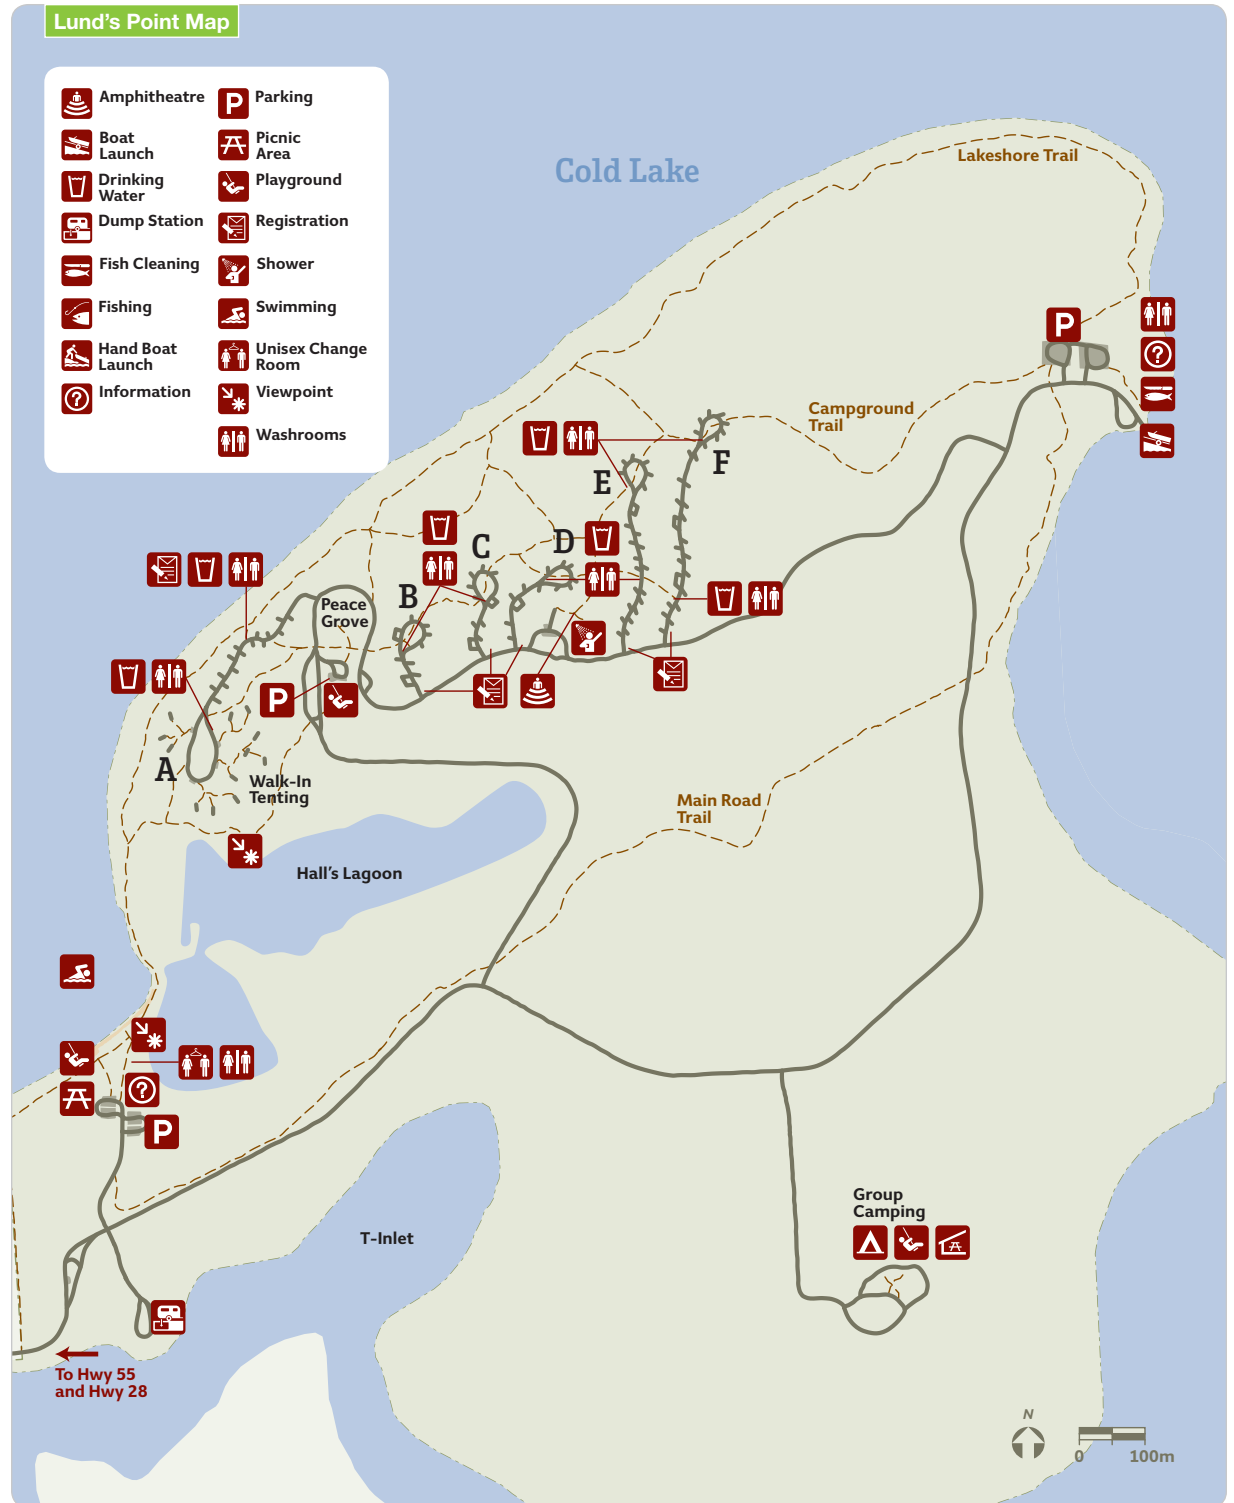 Lund's Point Map
Amphitheatre
Parking
Boat
Launch
Picnic
Area
Drinking
Water
Playground
Dump Station
Registration
Fish Cleaning
Shower
Fishing
Swimming
Hand Boat
Launch
Unisex Change
Room
Information
Viewpoint
Washrooms
P
?
Cold Lake
Lakeshore Trail
P
?
Campground
Trail
F
E
D
C
B
Peace
Grove
P
A
Walk-In
Tenting
Main Road
Trail
Hall's Lagoon
?
P
Group
Camping
T-Inlet
To Hwy 55
and Hwy 28
N
0
100m